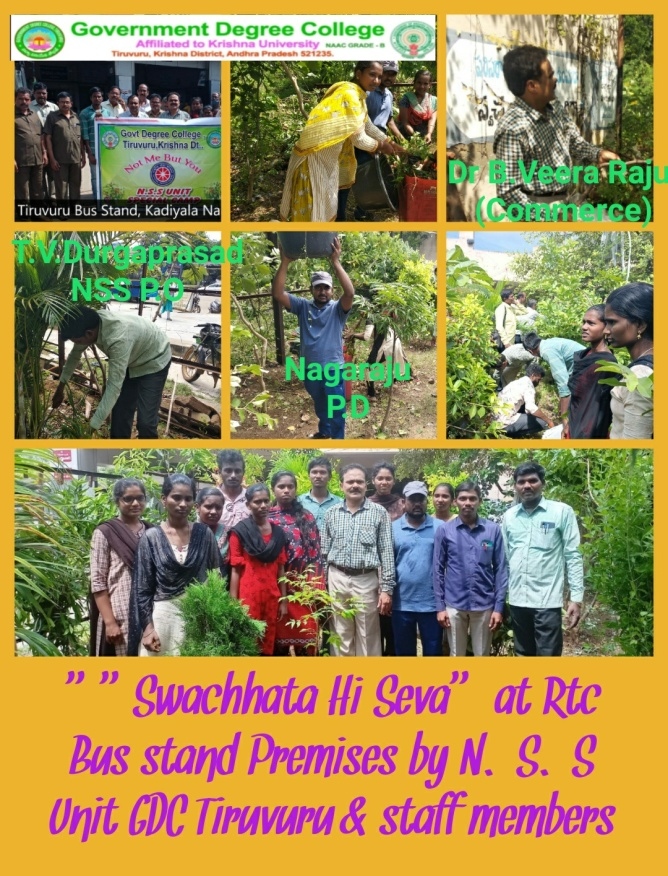 Government Degree College
Affiliated to Krishna University NAAC GRADE - B
Tiruvuru, Krishna District, Andhra Pradesh 521235.
Govt Degree College
Tiruvuru,Krishna Dt..
Not Me But You
N.S.S UNIT
SPECIAL CAMP
Tiruvuru Bus Stand, Kadiyala Na
Dr B.Veera Raju
(Commerce)
T.V.Durgaprasad
NSS P.O
Nagaraju
P.D
" " Swachhata Hi Seva" at Rtc
Bus stand Premises by N. S. S
Unit GDC Tiruvuru & staff members